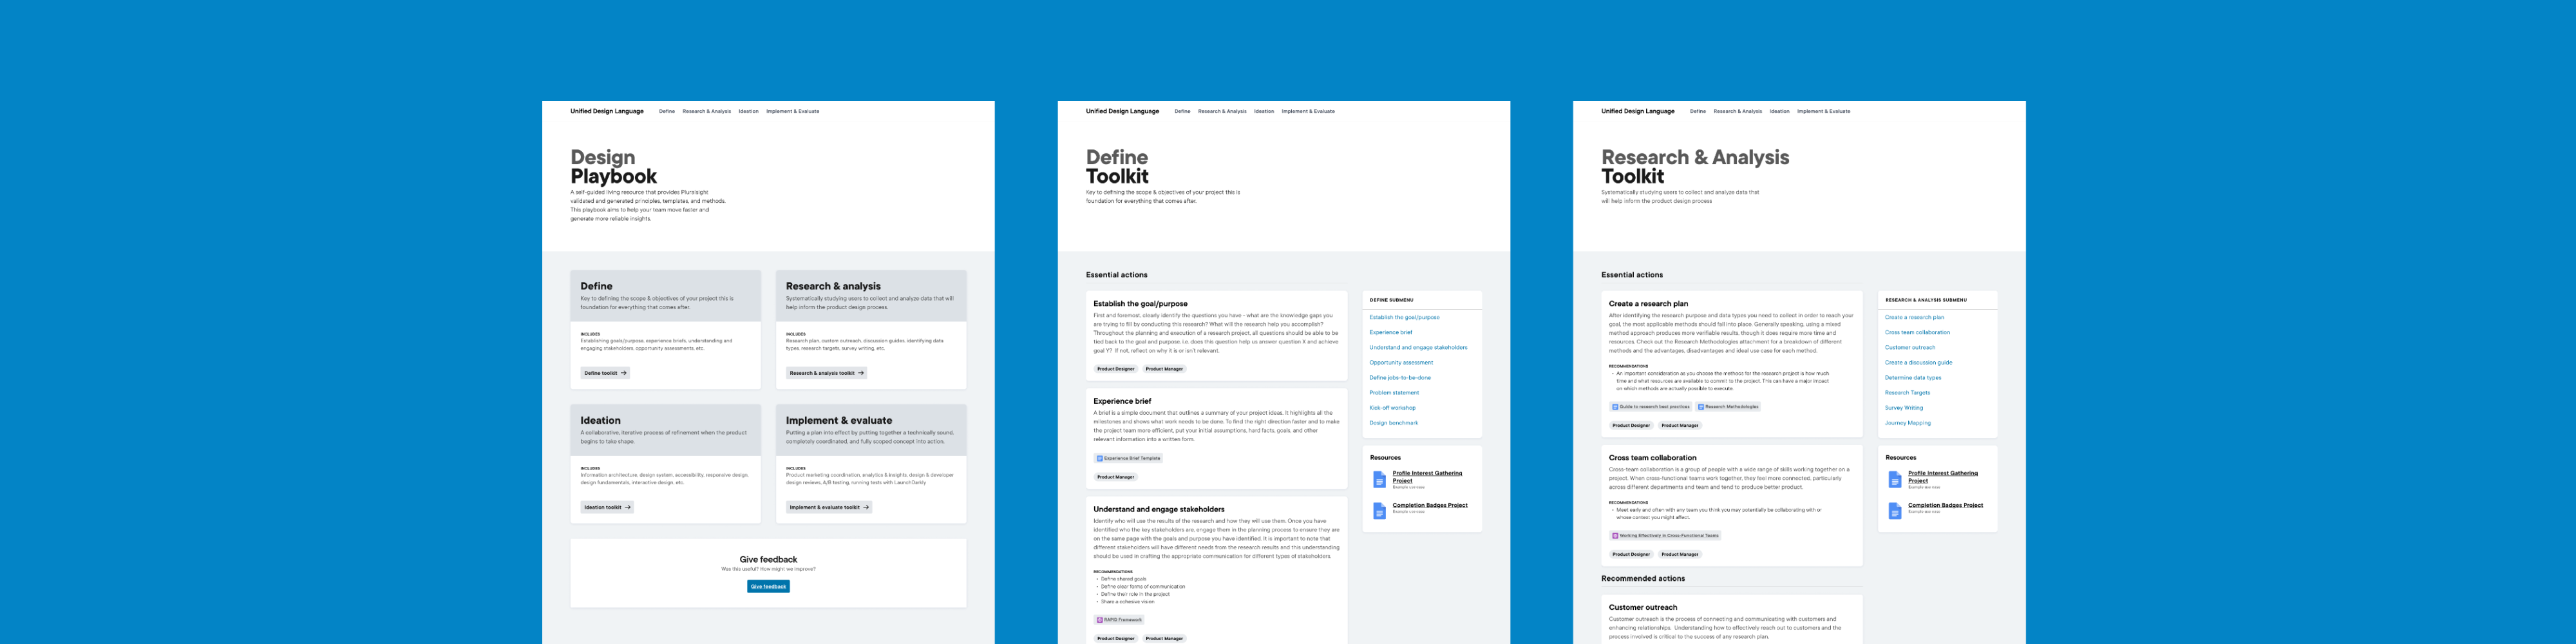 Unified Design Language Define Research & Analysis Ideation Implement & Evaluate
Design
Playbook
A self-guided living resource that provides Pluralsight
validated and generated principles, templates, and methods.
This playbook aims to help your team move faster and
generate more reliable insights.
Define
Key to defining the scope & objectives of your project this is
foundation for everything that comes after.
INCLUDES
Establishing goals/purpose, experience briefs, understanding and
engaging stakeholders, opportunity assessments, etc.
Define toolkit →
Research & analysis
Systematically studying users to collect and analyze data that will
help inform the product design process.
INCLUDES
Research plan, custom outreach, discussion guides, identifying data
types, research targets, survey writing, etc.
Research & analysis toolkit →
Ideation
A collaborative, iterative process of refinement when the product
begins to take shape.
INCLUDES
Information architecture, design system, accessibility, responsive design,
design fundamentals, interactive design, etc.
Ideation toolkit →
Implement & evaluate
Putting a plan into effect by putting together a technically sound,
completely coordinated, and fully scoped concept into action.
INCLUDES
Product marketing coordination, analytics & insights, design & developer
design reviews, A/B testing, running tests with LaunchDarkly
Implement & evaluate toolkit →
Give feedback
Was this useful? How might we improve?
Give feedback
Unified Design Language Define Research & Analysis Ideation Implement & Evaluate
Define
Toolkit
Key to defining the scope & objectives of your project this is
foundation for everything that comes after.
Essential actions
Establish the goal/purpose
First and foremost, clearly identify the questions you have - what are the knowledge gaps you
are trying to fill by conducting this research? What will the research help you accomplish?
Throughout the planning and execution of a research project, all questions should be able to be
tied back to the goal and purpose, i.e. does this question help us answer question X and achieve
goal Y? If not, reflect on why it is or isn't relevant.
Product Designer Product Manager
Experience brief
A brief is a simple document that outlines a summary of your project ideas. It highlights all the
milestones and shows what work needs to be done. To find the right direction faster and to make
the project team more efficient, put your initial assumptions, hard facts, goals, and other
relevant information into a written form.
Experience Brief Template
Product Manager
Understand and engage stakeholders
Identify who will use the results of the research and how they will use them. Once you have
identified who the key stakeholders are, engage them in the planning process to ensure they are
on the same page with the goals and purpose you have identified. It is important to note that
different stakeholders will have different needs from the research results and this understanding
should be used in crafting the appropriate communication for different types of stakeholders.
RECOMMENDATIONS
• Define shared goals
• Define clear forms of communication
• Define their role in the project
• Share a cohesive vision
RAPID Framework
Product Designer Product Manager
DEFINE SUBMENU
Establish the goal/purpose
Experience brief
Understand and engage stakeholders
Opportunity assessment
Define jobs-to-be-done
Problem statement
Kick-off workshop
Design benchmark
Resources
Profile Interest Gathering
Project
Example use case
Completion Badges Project
Example use case
Unified Design Language Define Research & Analysis Ideation Implement & Evaluate
Research & Analysis
Toolkit
Systematically studying users to collect and analyze data that
will help inform the product design process
Essential actions
Create a research plan
After identifying the research purpose and data types you need to collect in order to reach your
goal, the most applicable methods should fall into place. Generally speaking, using a mixed
method approach produces more verifiable results, though it does require more time and
resources. Check out the Research Methodologies attachment for a breakdown of different
methods and the advantages, disadvantages and ideal use case for each method.
RECOMMENDATIONS
• An important consideration as you choose the methods for the research project is how much
time and what resources are available to commit to the project. This can have a major impact
on which methods are actually possible to execute.
Guide to research best practices Research Methodologies
Product Designer Product Manager
Cross team collaboration
Cross-team collaboration is a group of people with a wide range of skills working together on a
project. When cross-functional teams work together, they feel more connected, particularly
across different departments and team and tend to produce better product.
RECOMMENDATIONS
• Meet early and often with any team you think you may potentially be collaborating with or
whose context you might affect.
Working Effectively in Cross-Functional Teams
Product Designer Product Manager
Recommended actions
Customer outreach
Customer outreach is the process of connecting and communicating with customers and
enhancing relationships. Understanding how to effectively reach out to customers and the
process involved is critical to the success of any research plan.
RESEARCH & ANALYSIS SUBMENU
Create a research plan
Cross team collaboration
Customer outreach
Create a discussion guide
Determine data types
Research Targets
Survey Writing
Journey Mapping
Resources
Profile Interest Gathering
Project
Example use case
Completion Badges Project
Example use case